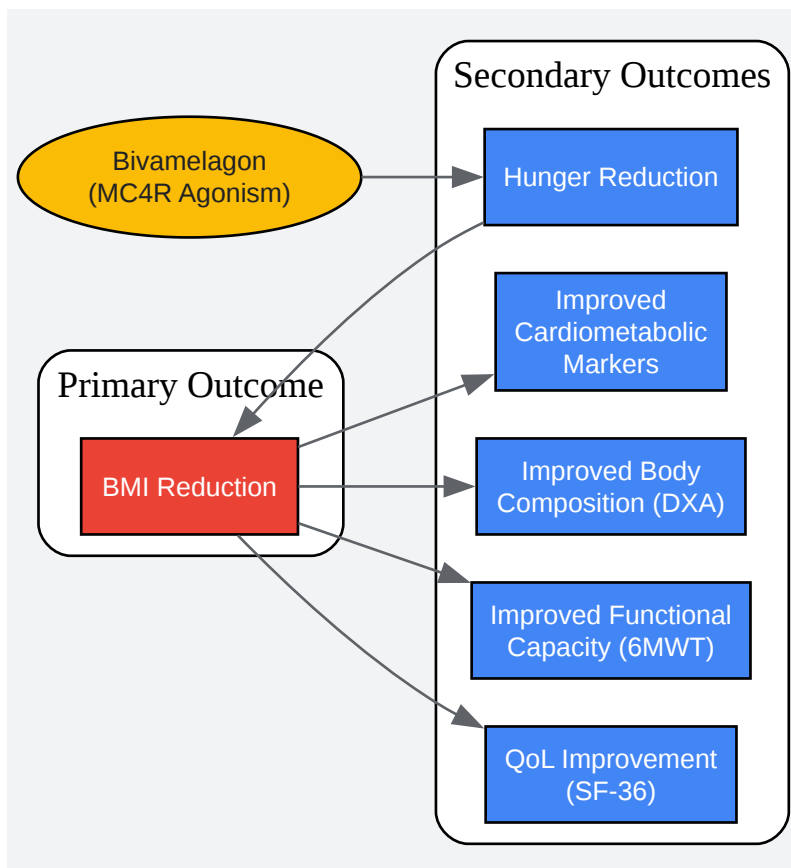 Secondary Outcomes
Bivamelagon
(MC4R Agonism)
Hunger Reduction
Improved
Cardiometabolic
Markers
Primary Outcome
BMI Reduction
Improved Body
Composition (DXA)
Improved Functional
Capacity (6MWT)
QoL Improvement
(SF-36)